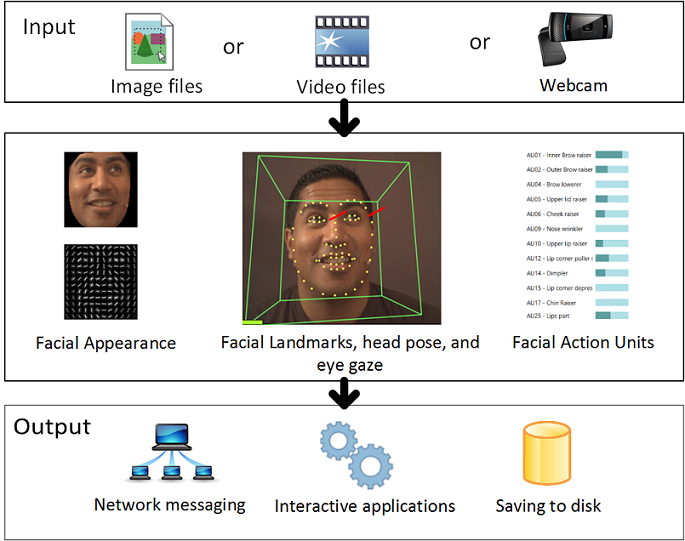 Input
or
or
Image files
Video files
Webcam
AU01 - Inner Brow raiser
AU02 - Outer Brow raiser
AU04 - Brow lowerer
AU05 - Upper lid raiser
AU06 - Cheek raiser
AU09 - Nose wrinkler
AU10 - Upper lip raiser
AU12 - Lip corner puller (
AU14 - Dimpler
AU15 - Lip corner depres
AU17 - Chin Raiser
AU25 - Lips part
Facial Appearance
Facial Landmarks, head pose, and
eye gaze
Facial Action Units
Output
Network messaging
Interactive applications
Saving to disk